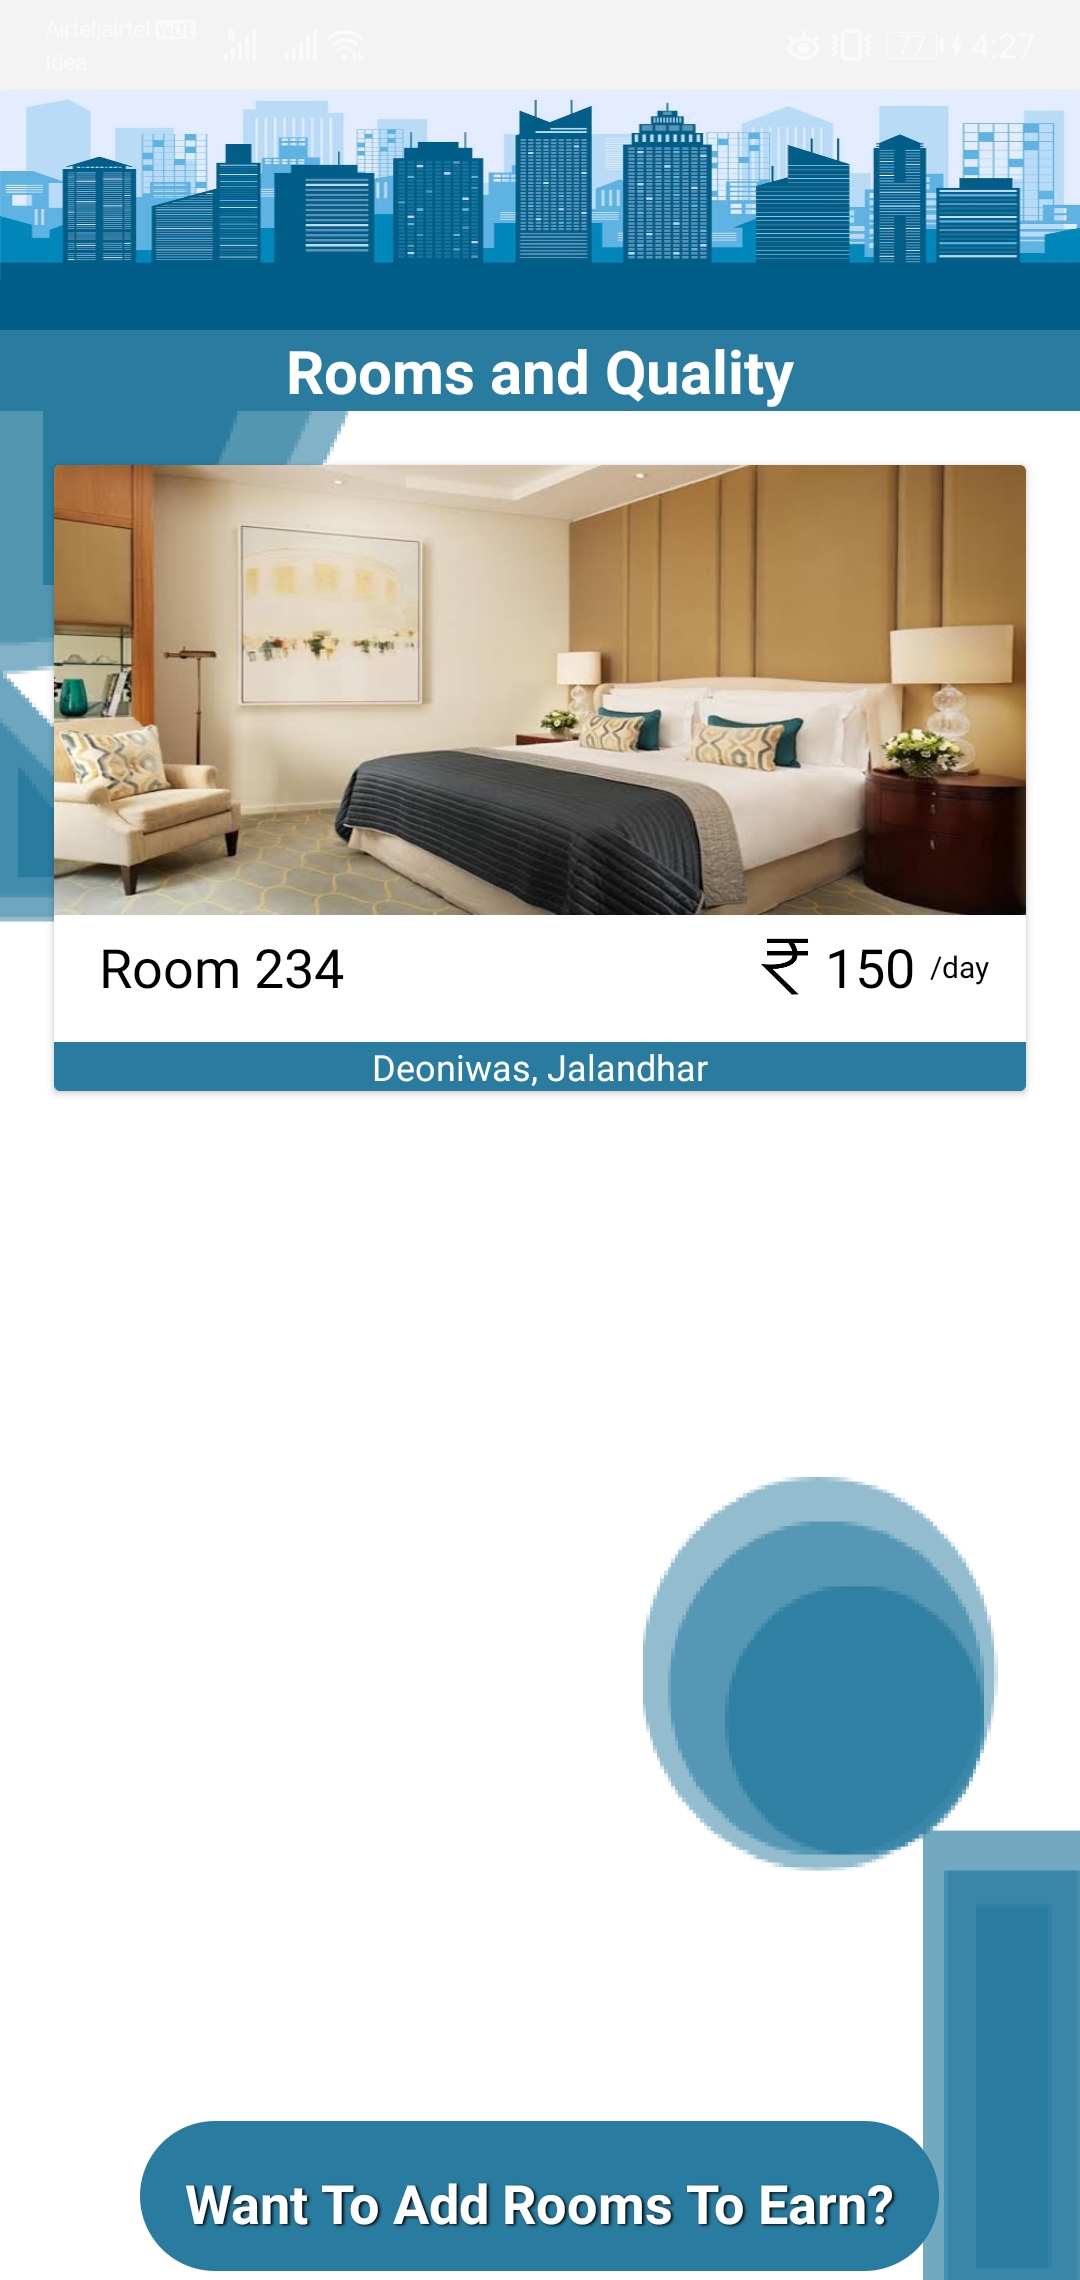 Airtel|airtel VoLTE
Idea
77 4:27
Rooms and Quality
Room 234
₹ 150 /day
Deoniwas, Jalandhar
Want To Add Rooms To Earn?